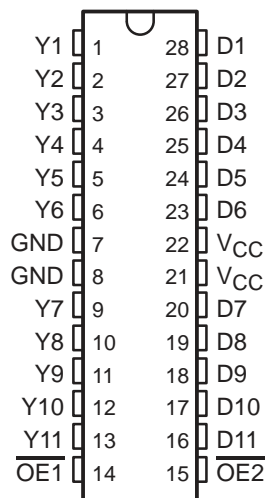 Y1 1 28 D1
Y2 2 27 D2
Y3 3 26 D3
Y4 4 25 D4
Y5 5 24 D5
Y6 6 23 D6
GND 7 22 VCC
GND 8 21 VCC
Y7 9 20 D7
Y8 10 19 D8
Y9 11 18 D9
Y10 12 17 D10
Y11 13 16 D11
O̅E̅1̅ 14 15 O̅E̅2̅